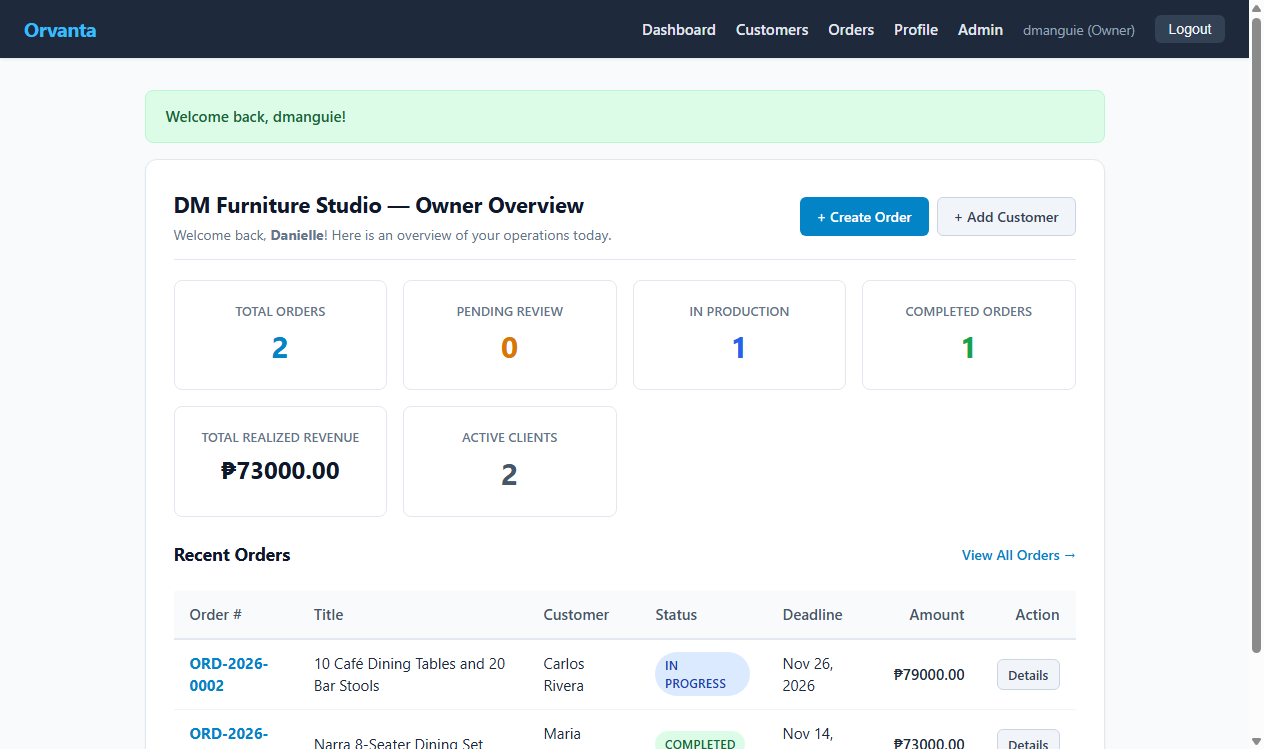 Orvanta
Dashboard Customers Orders Profile Admin dmanguie (Owner) Logout
Welcome back, dmanguie!
DM Furniture Studio — Owner Overview
Welcome back, Danielle! Here is an overview of your operations today.
+ Create Order + Add Customer
TOTAL ORDERS
2
PENDING REVIEW
0
IN PRODUCTION
1
COMPLETED ORDERS
1
TOTAL REALIZED REVENUE
₱73000.00
ACTIVE CLIENTS
2
Recent Orders
View All Orders →
Order # Title Customer Status Deadline Amount Action
ORD-2026-
0002
10 Café Dining Tables and 20
Bar Stools
Carlos
Rivera
IN
PROGRESS
Nov 26,
2026
₱79000.00
Details
ORD-2026-
Narra 8-Seater Dining Set
Maria
COMPLETED
Nov 14,
₱73000.00
Details